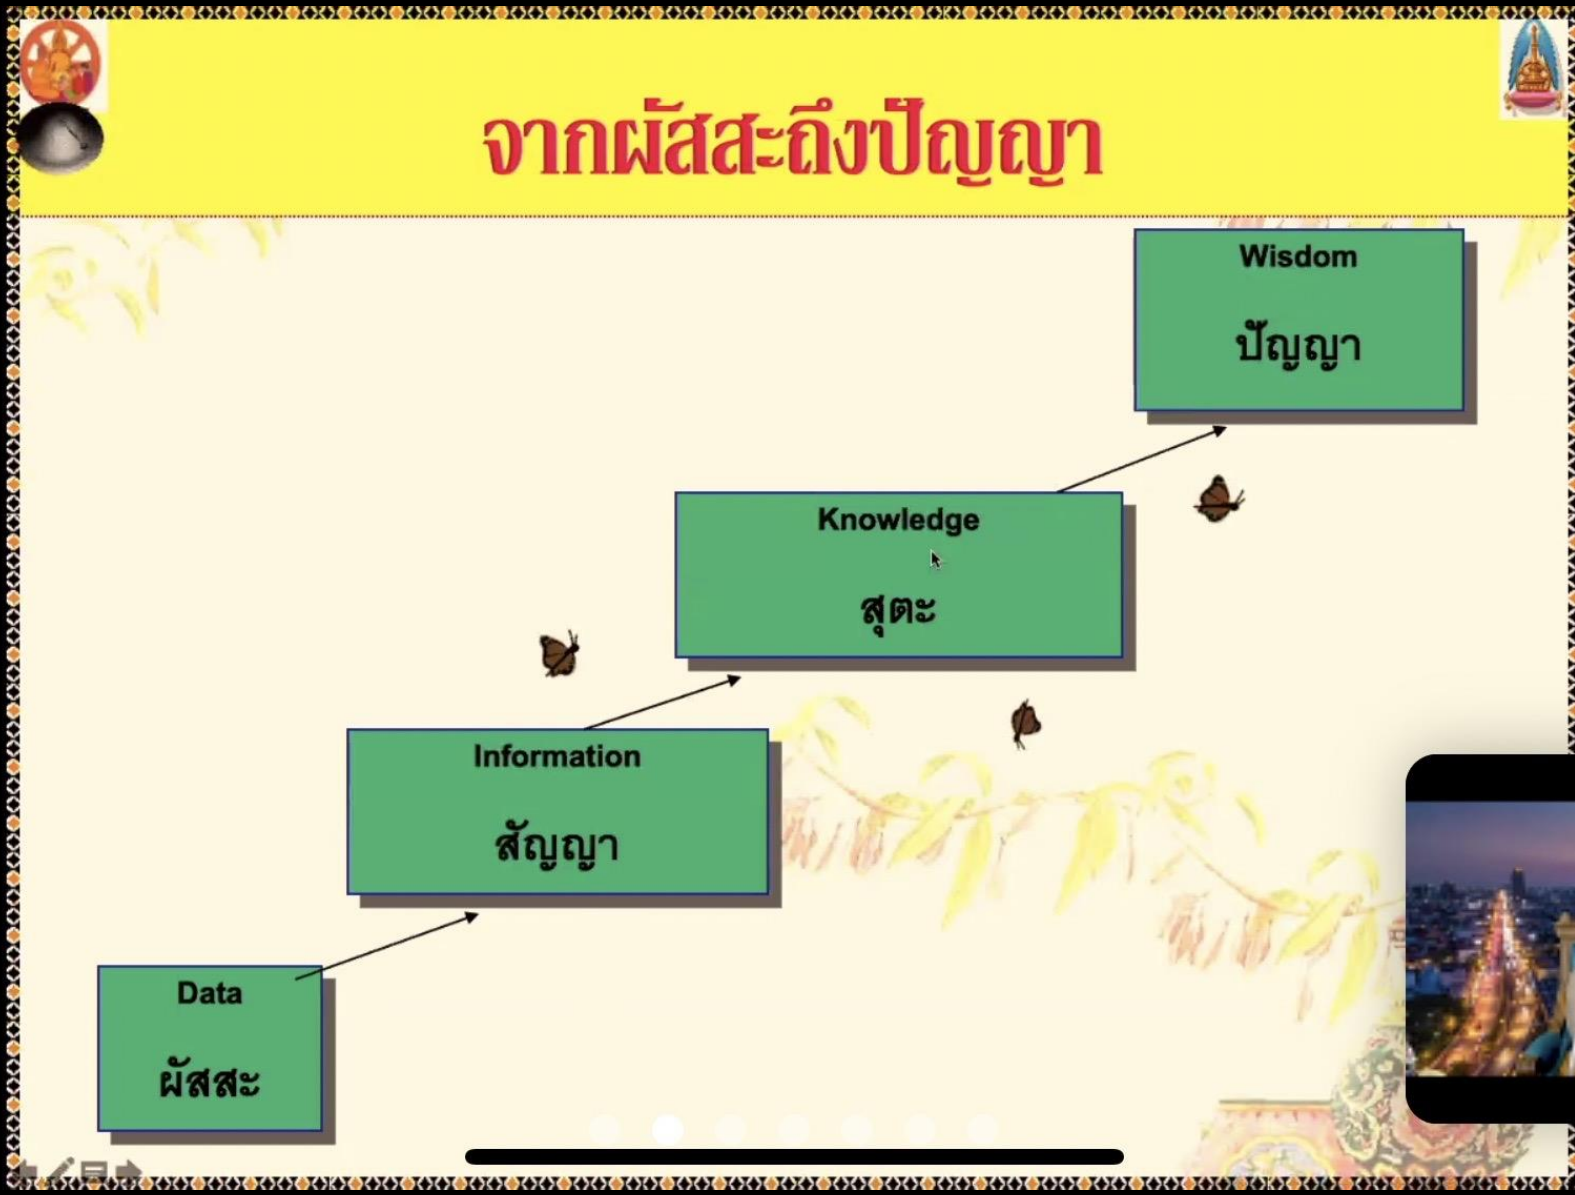 จากผัสสะถึงปัญญา
Wisdom
ปัญญา
Knowledge
สุตะ
Information
สัญญา
Data
ผัสสะ